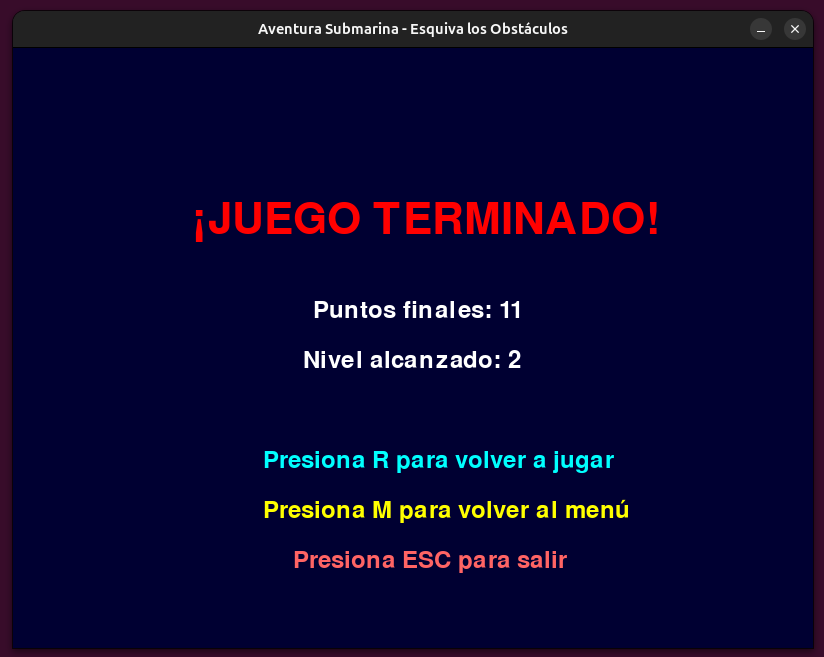 Aventura Submarina - Esquiva los Obstáculos
¡JUEGO TERMINADO!
Puntos finales: 11
Nivel alcanzado: 2
Presiona R para volver a jugar
Presiona M para volver al menú
Presiona ESC para salir